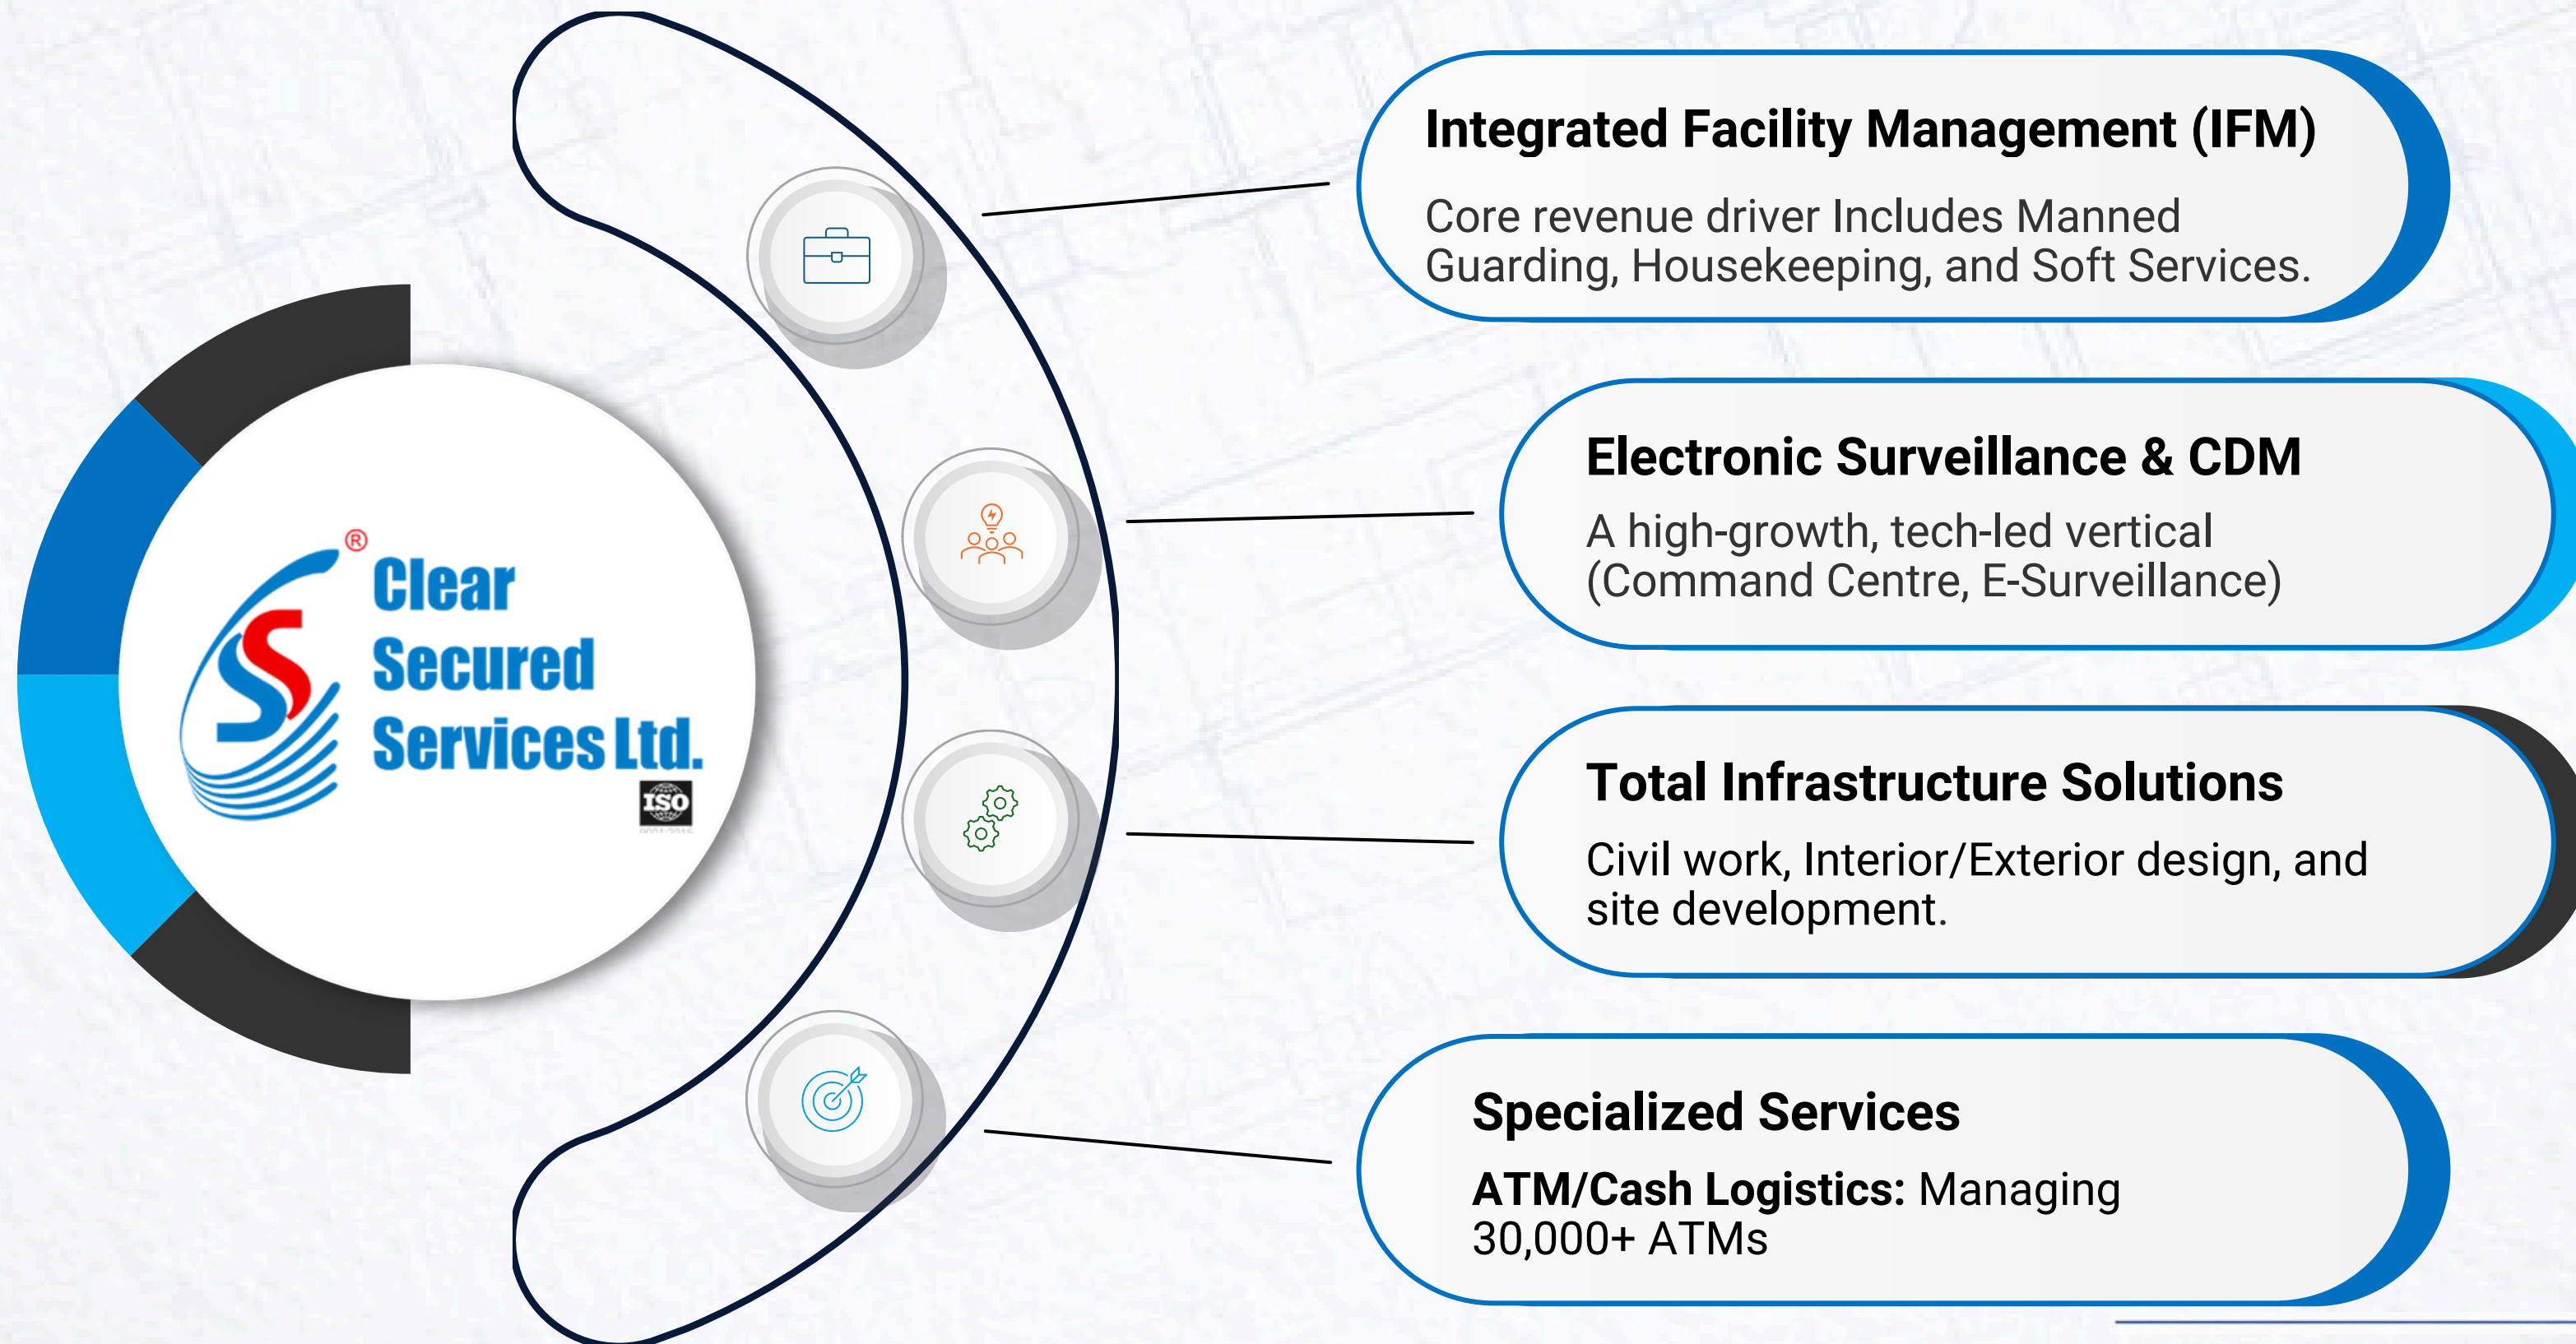 ®
Clear
Secured
Services Ltd.
ISO
Integrated Facility Management (IFM)
Core revenue driver Includes Manned
Guarding, Housekeeping, and Soft Services.
Electronic Surveillance & CDM
A high-growth, tech-led vertical
(Command Centre, E-Surveillance)
Total Infrastructure Solutions
Civil work, Interior/Exterior design, and
site development.
Specialized Services
ATM/Cash Logistics: Managing
30,000+ ATMs